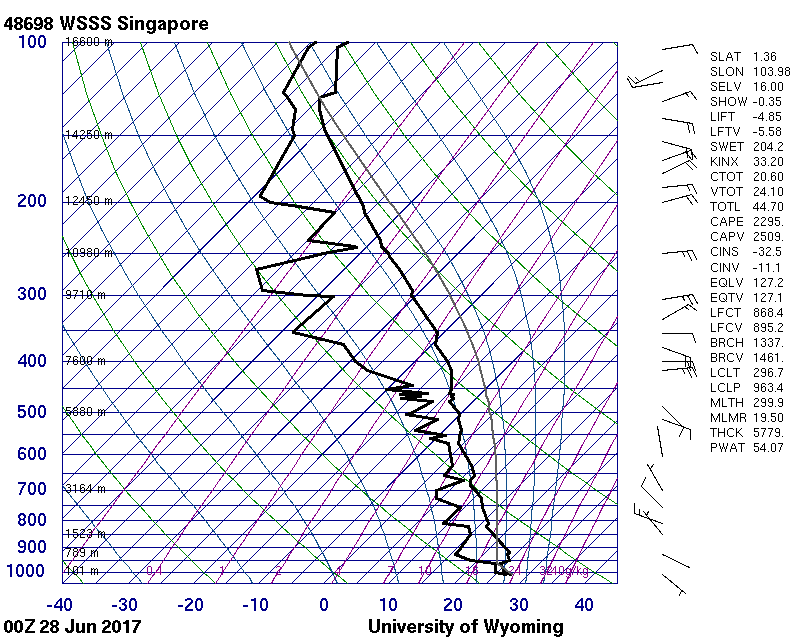 48698 WSSS Singapore
100
16600 m
14250 m
200
12450 m
10980 m
300
9710 m
400
7600 m
500
5880 m
600
700
3164 m
800
1523 m
900
789 m
1000
101 m
0.4
1
2
4
7
10
16
24
32
40g/kg
-40 -30 -20 -10 0 10 20 30 40
00Z 28 Jun 2017
University of Wyoming
SLAT 1.36
SLON 103.98
SELV 16.00
SHOW -0.35
LIFT -4.85
LFTV -5.58
SWET 204.2
KINX 33.20
CTOT 20.60
VTOT 24.10
TOTL 44.70
CAPE 2295.
CAPV 2509.
CINS -32.5
CINV -11.1
EQLV 127.2
EQTV 127.1
LFCT 868.4
LFCV 895.2
BRCH 1337.
BRCV 1461.
LCLT 296.7
LCLP 963.4
MLTH 299.9
MLMR 19.50
THCK 5779.
PWAT 54.07